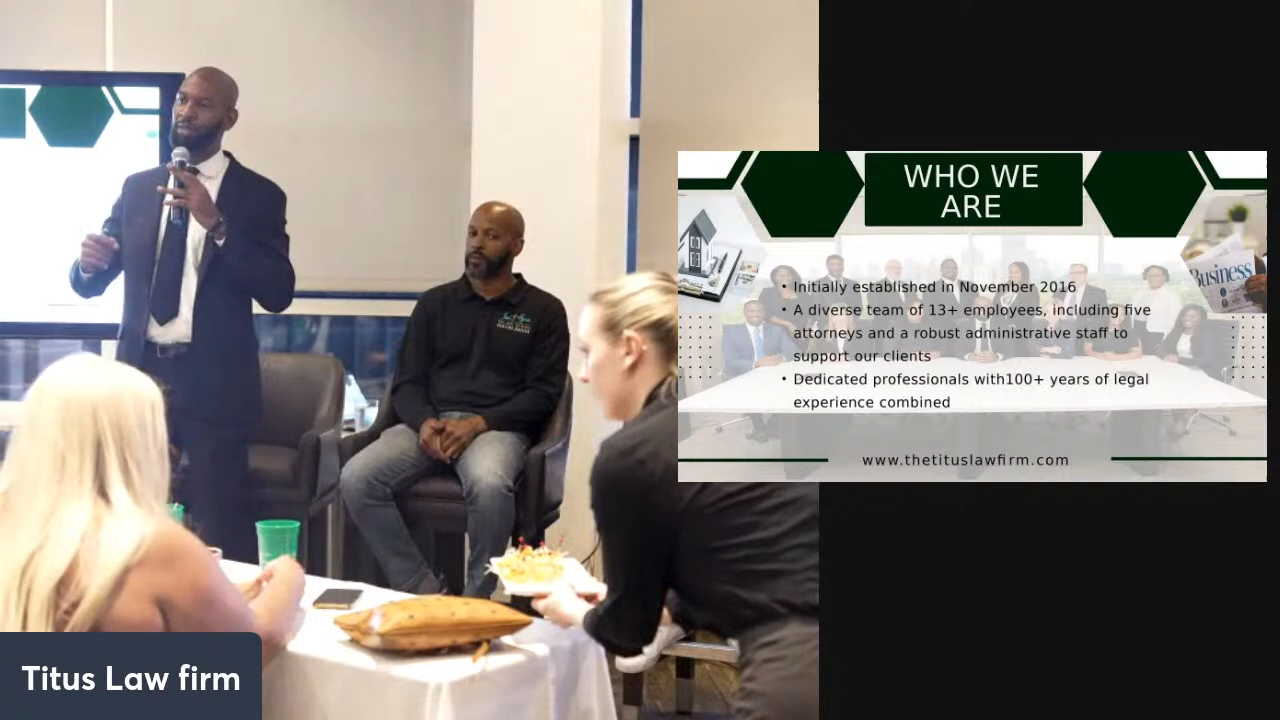 WHO WE
ARE
Business
• Initially established in November 2016
• A diverse team of 13+ employees, including five
attorneys and a robust administrative staff to
support our clients
• Dedicated professionals with100+ years of legal
experience combined
www.thetituslawfirm.com
Titus Law firm